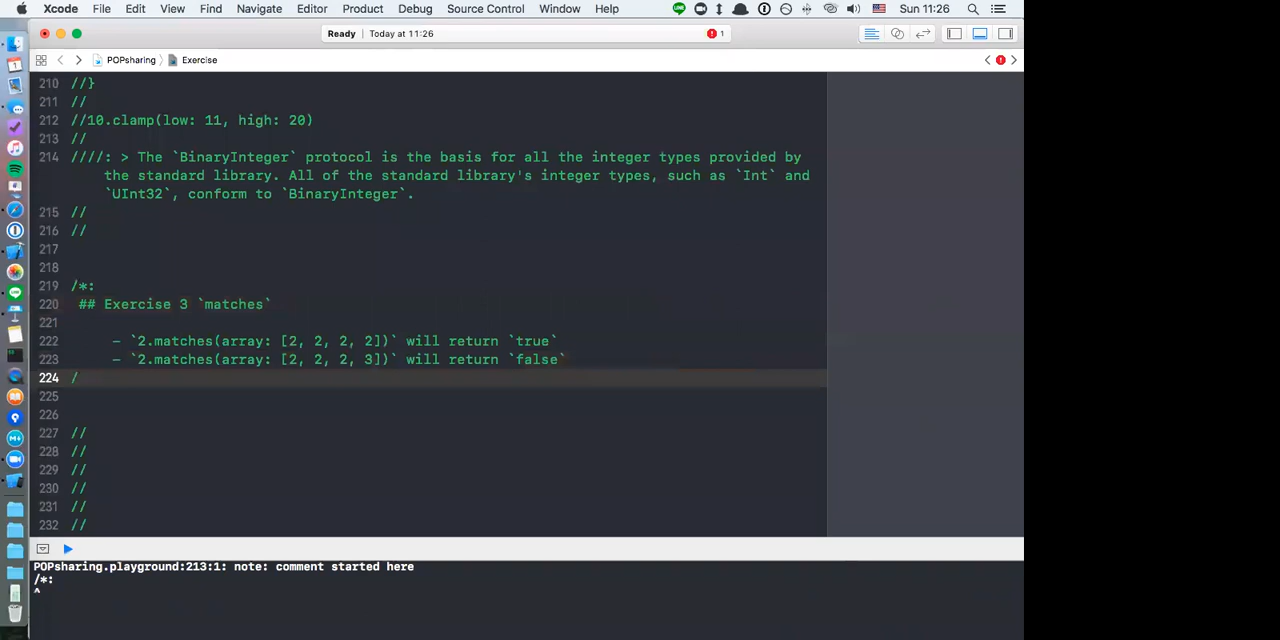 Xcode File Edit View Find Navigate Editor Product Debug Source Control Window Help Sun 11:26
Ready | Today at 11:26 1
POPsharing Exercise
210 //}
211 //
212 //10.clamp(low: 11, high: 20)
213 //
214 ////: > The `BinaryInteger` protocol is the basis for all the integer types provided by
the standard library. All of the standard library's integer types, such as `Int` and
`UInt32`, conform to `BinaryInteger`.
215 //
216 //
217
218
219 /*:
220 ## Exercise 3 `matches`
221
222 - `2.matches(array: [2, 2, 2, 2])` will return `true`
223 - `2.matches(array: [2, 2, 2, 3])` will return `false`
224 /
225
226
227 //
228 //
229 //
230 //
231 //
232 //
POPsharing.playground:213:1: note: comment started here
/*:
^